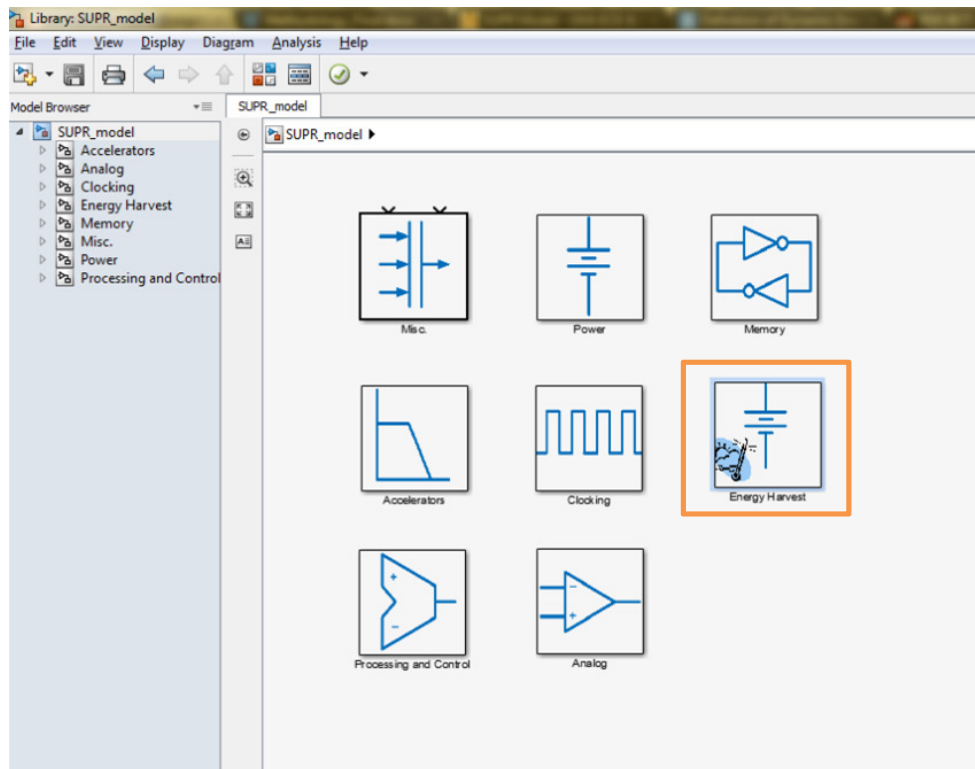 Library: SUPR_model
File Edit View Display Diagram Analysis Help
Model Browser
SUPR_model
SUPR_model
Accelerators
Analog
Clocking
Energy Harvest
Memory
Misc.
Power
Processing and Control
SUPR_model
Misc.
Power
Memory
Accelerators
Clocking
Energy Harvest
Processing and Control
Analog